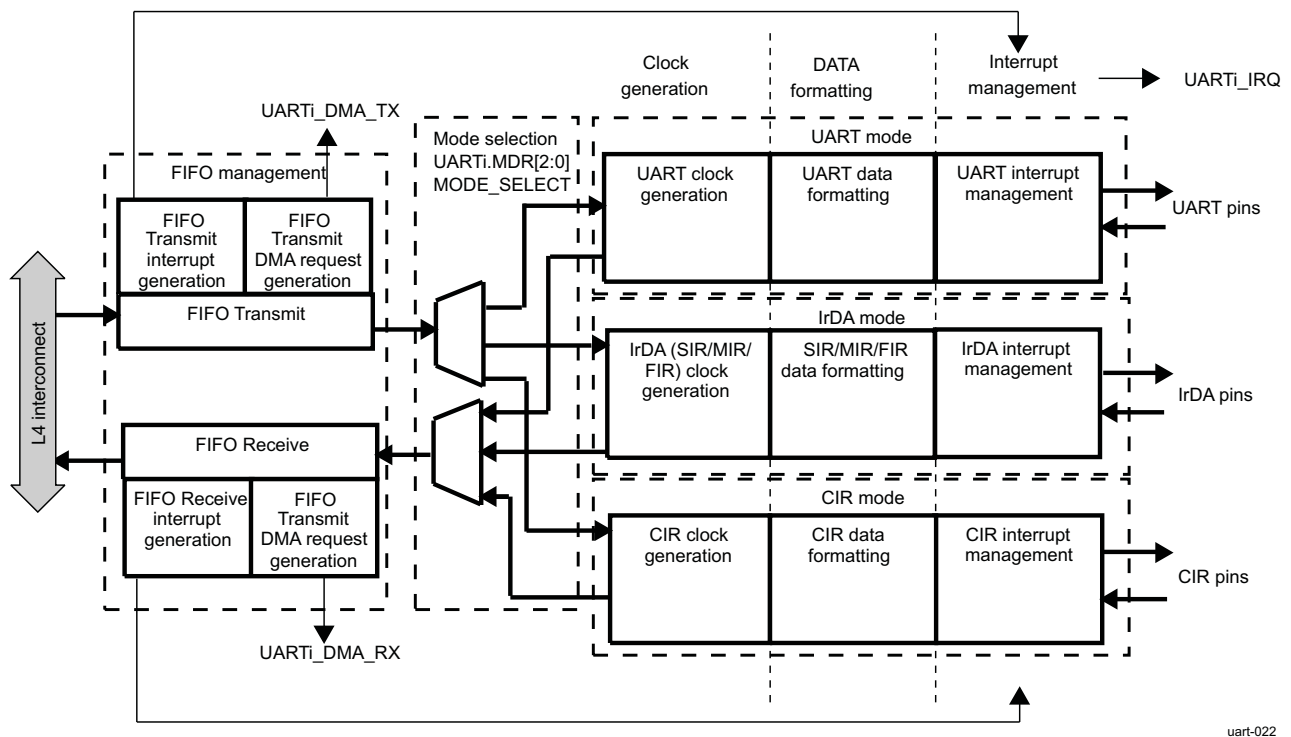 Clock
generation
DATA
formatting
Interrupt
management
UARTi_IRQ
UARTi_DMA_TX
FIFO management
Mode selection
UARTi.MDR[2:0]
MODE_SELECT
UART mode
UART clock
generation
UART data
formatting
UART interrupt
management
UART pins
FIFO
Transmit
interrupt
generation
FIFO
Transmit
DMA request
generation
FIFO Transmit
L4 interconnect
IrDA mode
IrDA (SIR/MIR/
FIR) clock
generation
SIR/MIR/FIR
data formatting
IrDA interrupt
management
IrDA pins
FIFO Receive
FIFO Receive
interrupt
generation
FIFO
Transmit
DMA request
generation
CIR mode
CIR clock
generation
CIR data
formatting
CIR interrupt
management
CIR pins
UARTi_DMA_RX
uart-022